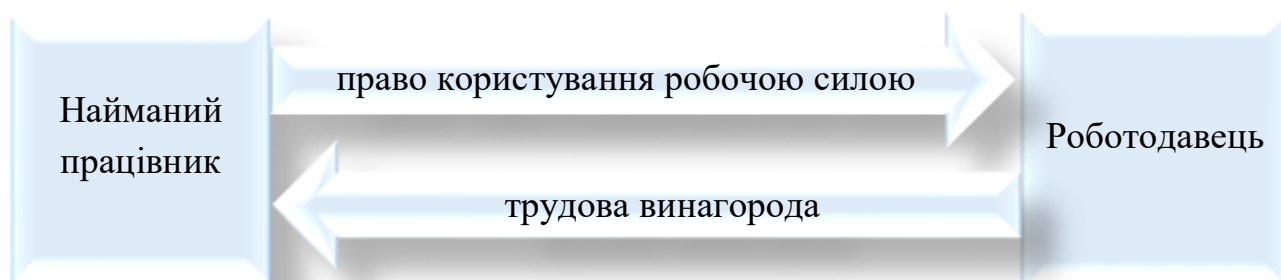 Найманий
працівник
право користування робочою силою
трудова винагорода
Роботодавець